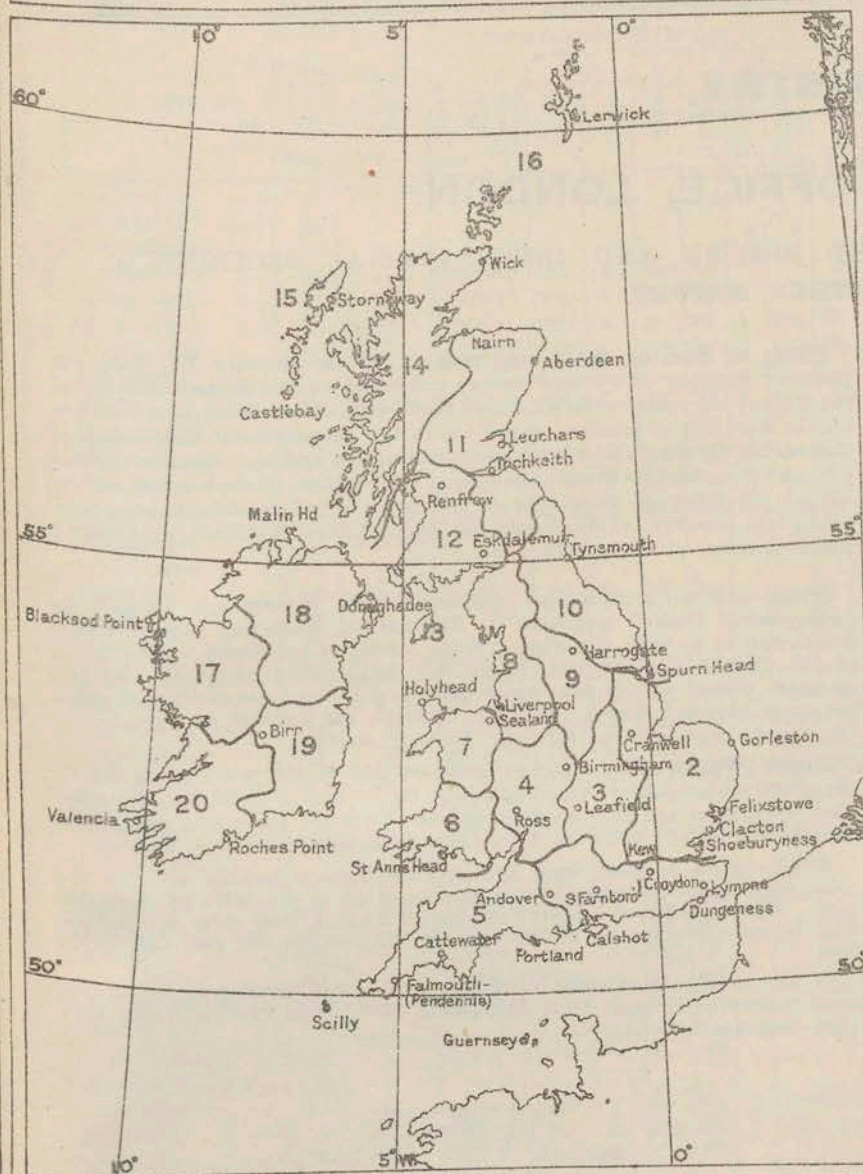 10°
5°
0
60°
Lerwick
16
OFFICE, LONDON
Wick
15
Stornoway
Nairn
14
Aberdeen
Castlebay
Leuchars
11
Inchkeith
Renfrew
Malin Hd
55°
12
Eskdalemuir
Tynemouth
55°
Donaghadee
18
10
Blacksod Point
13
Harrogate
17
8
9
Spurn Head
Holyhead
Liverpool
Sealand
Birr
19
7
Cranwell
Gorleston
2
Birmingham
4
3
20
Leafield
Felixstowe
Valencia
6
Ross
Clacton
Roches Point
Shoeburyness
St Anns Head
Kew
Croydon
Lympne
Andover
S Farnboro'
1
5
Dungeness
Cattewater
Calshot
Portland
50°
50
Falmouth-
(Pendennis)
Scilly
Guernsey
10°
5°W.
0°